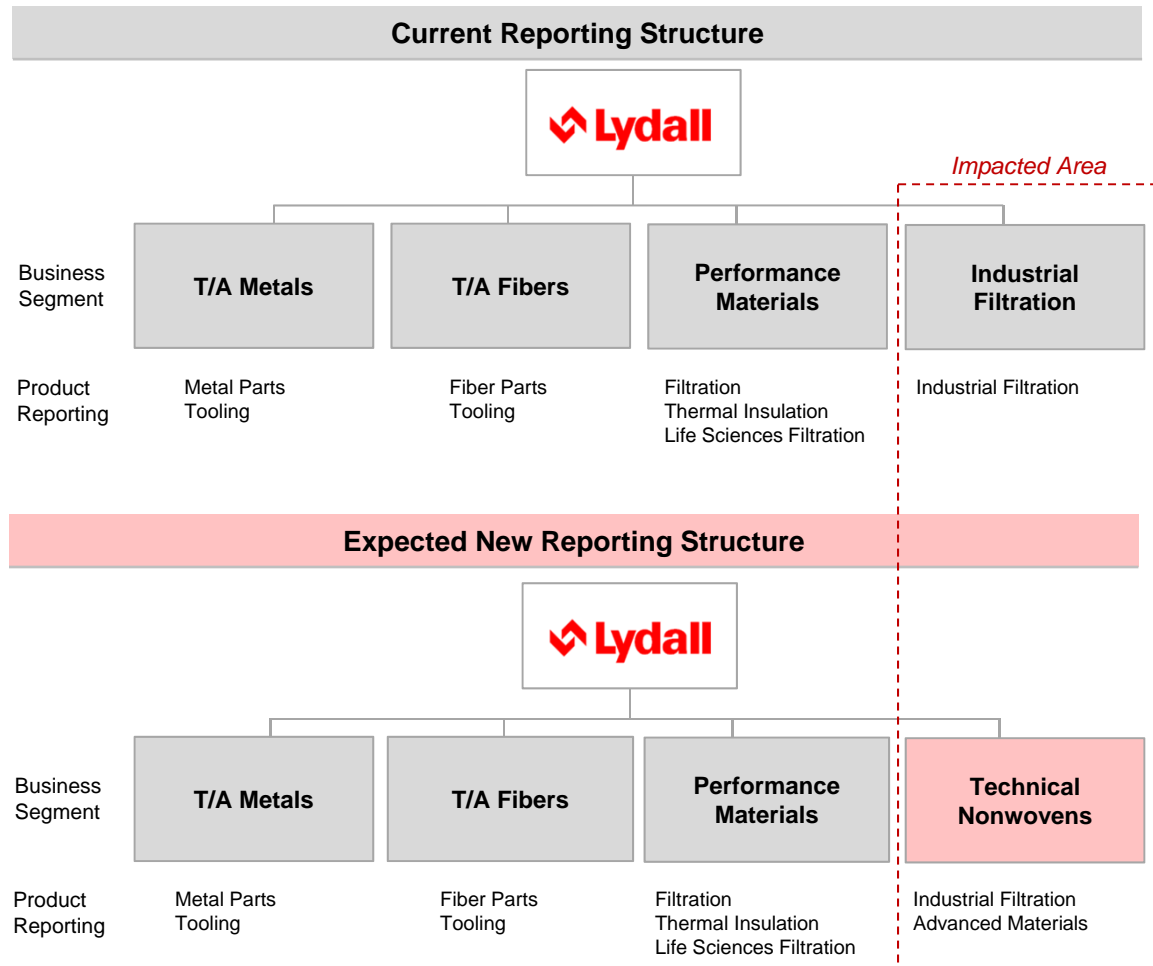 Current Reporting Structure
Lydall
Impacted Area
Business
Segment
T/A Metals
T/A Fibers
Performance
Materials
Industrial
Filtration
Product
Reporting
Metal Parts
Tooling
Fiber Parts
Tooling
Filtration
Thermal Insulation
Life Sciences Filtration
Industrial Filtration
Expected New Reporting Structure
Lydall
Business
Segment
T/A Metals
T/A Fibers
Performance
Materials
Technical
Nonwovens
Product
Reporting
Metal Parts
Tooling
Fiber Parts
Tooling
Filtration
Thermal Insulation
Life Sciences Filtration
Industrial Filtration
Advanced Materials